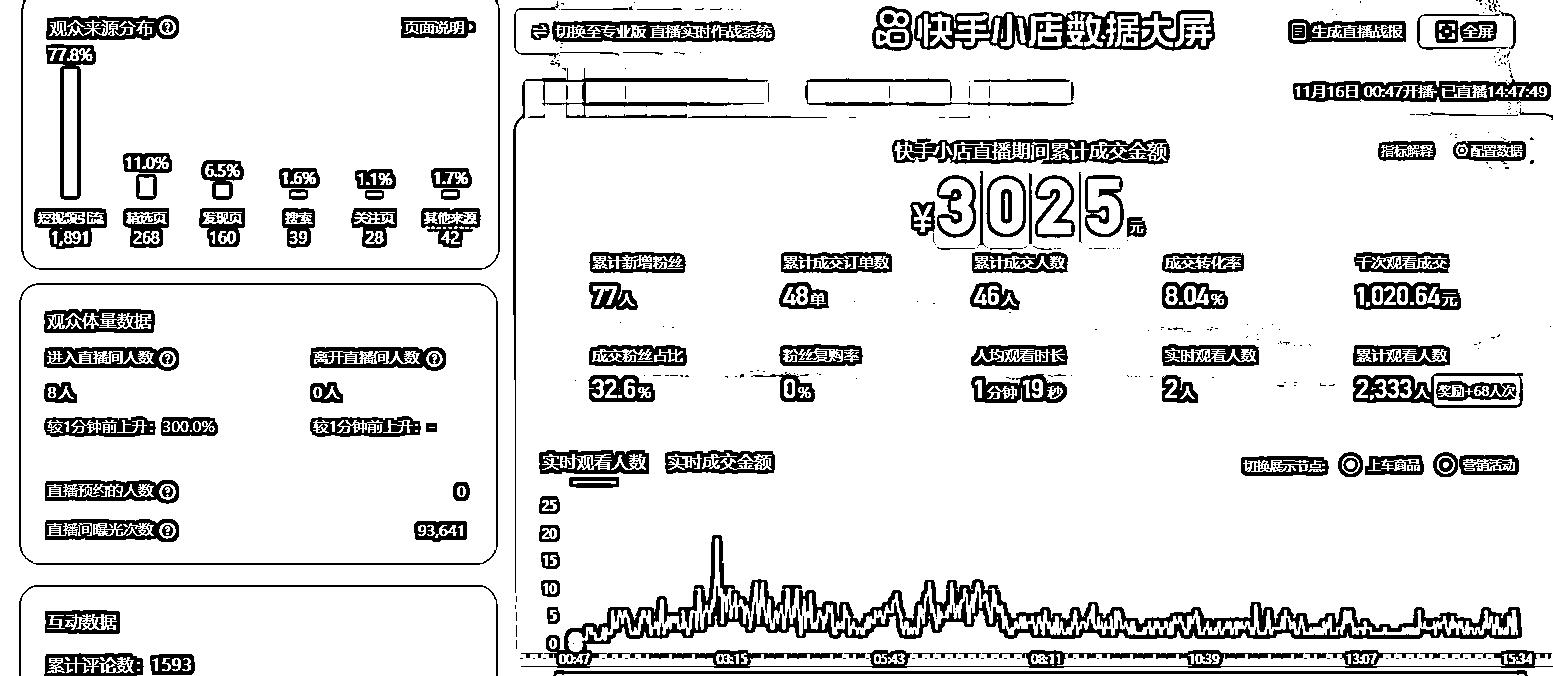 观众来源分布
页面说明
77.8%
11.0%
6.5%
1.6%
1.1%
1.7%
短视频引流
精选页
发现页
搜索
关注页
其他来源
1,891
268
160
39
28
42
观众体量数据
进入直播间人数
离开直播间人数
8人
0人
较1分钟前上升: 300.0%
较1分钟前上升: -
直播预约的人数
0
直播间曝光次数
93,641
互动数据
累计评论数: 1593
切换至专业版 直播实时作战系统
快手小店数据大屏
生成直播战报
全屏
11月16日 00:47开播 已直播14:47:49
快手小店直播期间累计成交金额
指标解释
配置数据
¥3025元
累计新增粉丝
累计成交订单数
累计成交人数
成交转化率
千次观看成交
77人
48单
46人
8.04%
1,020.64元
成交粉丝占比
粉丝复购率
人均观看时长
实时观看人数
累计观看人数
32.6%
0%
1分钟19秒
2人
2,333人
奖励+68人次
实时观看人数
实时成交金额
切换展示节点:
上车商品
营销活动
25
20
15
10
5
0
00:47
03:15
05:43
08:11
10:39
13:07
15:34